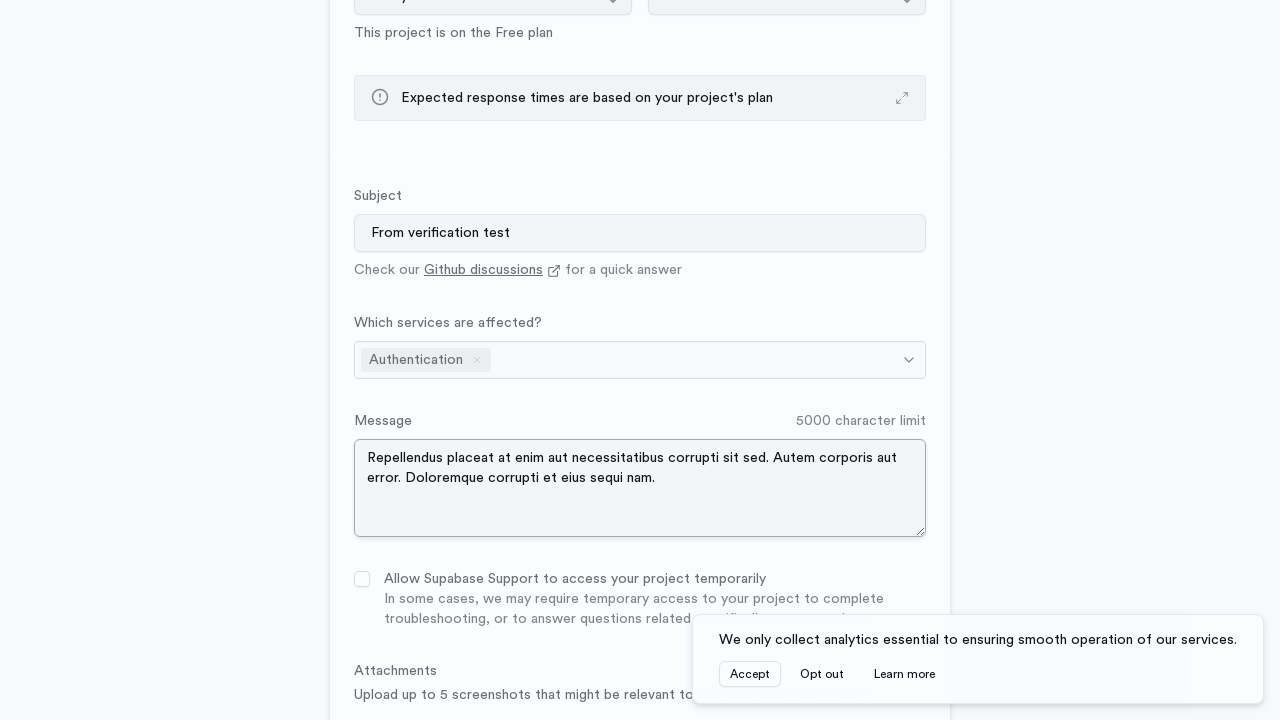 This project is on the Free plan
Expected response times are based on your project's plan
Subject
From verification test
Check our Github discussions for a quick answer
Which services are affected?
Authentication
Message
5000 character limit
Repellendus placeat at enim aut necessitatibus corrupti sit sed. Autem corporis aut
error. Doloremque corrupti et eius sequi nam.
Allow Supabase Support to access your project temporarily
In some cases, we may require temporary access to your project to complete
troubleshooting, or to answer questions related
We only collect analytics essential to ensuring smooth operation of our services.
Accept
Opt out
Learn more
Attachments
Upload up to 5 screenshots that might be relevant to